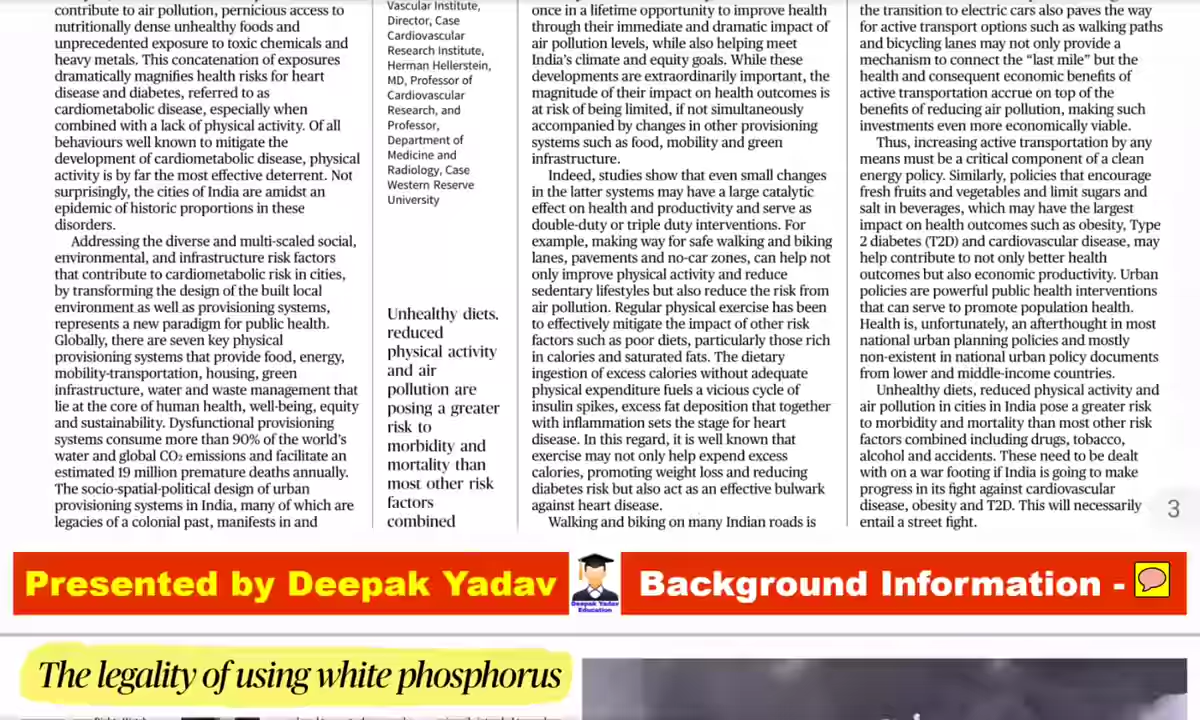 contribute to air pollution, pernicious access to
nutritionally dense unhealthy foods and
unprecedented exposure to toxic chemicals and
heavy metals. This concatenation of exposures
dramatically magnifies health risks for heart
disease and diabetes, referred to as
cardiometabolic disease, especially when
combined with a lack of physical activity. Of all
behaviours well known to mitigate the
development of cardiometabolic disease, physical
activity is by far the most effective deterrent. Not
surprisingly, the cities of India are amidst an
epidemic of historic proportions in these
disorders.
Addressing the diverse and multi-scaled social,
environmental, and infrastructure risk factors
that contribute to cardiometabolic risk in cities,
by transforming the design of the built local
environment as well as provisioning systems,
represents a new paradigm for public health.
Globally, there are seven key physical
provisioning systems that provide food, energy,
mobility-transportation, housing, green
infrastructure, water and waste management that
lie at the core of human health, well-being, equity
and sustainability. Dysfunctional provisioning
systems consume more than 90% of the world's
water and global CO₂ emissions and facilitate an
estimated 19 million premature deaths annually.
The socio-spatial-political design of urban
provisioning systems in India, many of which are
legacies of a colonial past, manifests in and
Vascular Institute,
Director, Case
Cardiovascular
Research Institute,
Herman Hellerstein,
MD, Professor of
Cardiovascular
Research, and
Professor,
Department of
Medicine and
Radiology, Case
Western Reserve
University
Unhealthy diets,
reduced
physical activity
and air
pollution are
posing a greater
risk to
morbidity and
mortality than
most other risk
factors
combined
once in a lifetime opportunity to improve health
through their immediate and dramatic impact of
air pollution levels, while also helping meet
India's climate and equity goals. While these
developments are extraordinarily important, the
magnitude of their impact on health outcomes is
at risk of being limited, if not simultaneously
accompanied by changes in other provisioning
systems such as food, mobility and green
infrastructure.
Indeed, studies show that even small changes
in the latter systems may have a large catalytic
effect on health and productivity and serve as
double-duty or triple duty interventions. For
example, making way for safe walking and biking
lanes, pavements and no-car zones, can help not
only improve physical activity and reduce
sedentary lifestyles but also reduce the risk from
air pollution. Regular physical exercise has been
to effectively mitigate the impact of other risk
factors such as poor diets, particularly those rich
in calories and saturated fats. The dietary
ingestion of excess calories without adequate
physical expenditure fuels a vicious cycle of
insulin spikes, excess fat deposition that together
with inflammation sets the stage for heart
disease. In this regard, it is well known that
exercise may not only help expend excess
calories, promoting weight loss and reducing
diabetes risk but also act as an effective bulwark
against heart disease.
Walking and biking on many Indian roads is
the transition to electric cars also paves the way
for active transport options such as walking paths
and bicycling lanes may not only provide a
mechanism to connect the “last mile” but the
health and consequent economic benefits of
active transportation accrue on top of the
benefits of reducing air pollution, making such
investments even more economically viable.
Thus, increasing active transportation by any
means must be a critical component of a clean
energy policy. Similarly, policies that encourage
fresh fruits and vegetables and limit sugars and
salt in beverages, which may have the largest
impact on health outcomes such as obesity, Type
2 diabetes (T2D) and cardiovascular disease, may
help contribute to not only better health
outcomes but also economic productivity. Urban
policies are powerful public health interventions
that can serve to promote population health.
Health is, unfortunately, an afterthought in most
national urban planning policies and mostly
non-existent in national urban policy documents
from lower and middle-income countries.
Unhealthy diets, reduced physical activity and
air pollution in cities in India pose a greater risk
to morbidity and mortality than most other risk
factors combined including drugs, tobacco,
alcohol and accidents. These need to be dealt
with on a war footing if India is going to make
progress in its fight against cardiovascular
disease, obesity and T2D. This will necessarily
entail a street fight.
3
Presented by Deepak Yadav
Deepak Yadav
Education
Background Information -
The legality of using white phosphorus